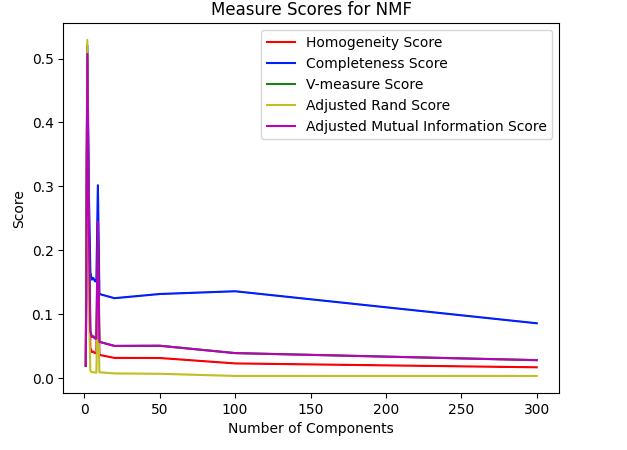 Measure Scores for NMF
Homogeneity Score
Completeness Score
V-measure Score
Adjusted Rand Score
Adjusted Mutual Information Score
Score
0.5
0.4
0.3
0.2
0.1
0.0
0 50 100 150 200 250 300
Number of Components